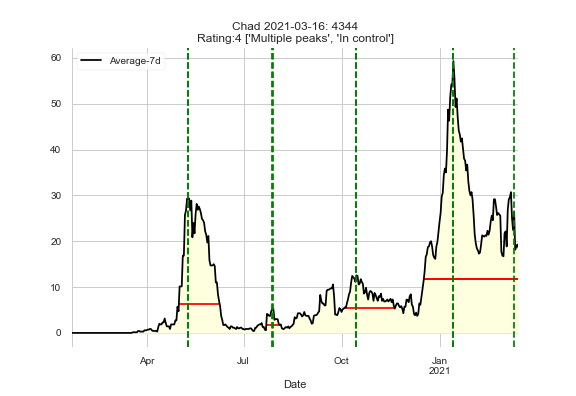 Chad 2021-03-16: 4344
Rating:4 ['Multiple peaks', 'In control']
Average-7d
60
50
40
30
20
10
0
Apr
Jul
Oct
Jan
2021
Date